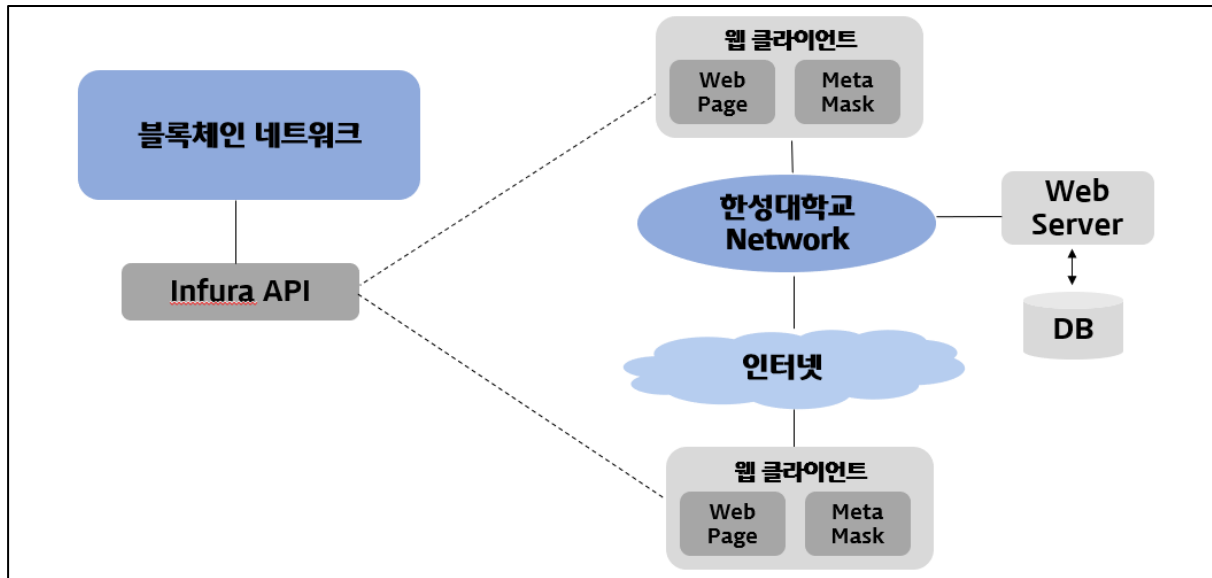 블록체인 네트워크
Infura API
웹 클라이언트
Web
Page
Meta
Mask
한성대학교
Network
Web
Server
DB
인터넷
웹 클라이언트
Web
Page
Meta
Mask